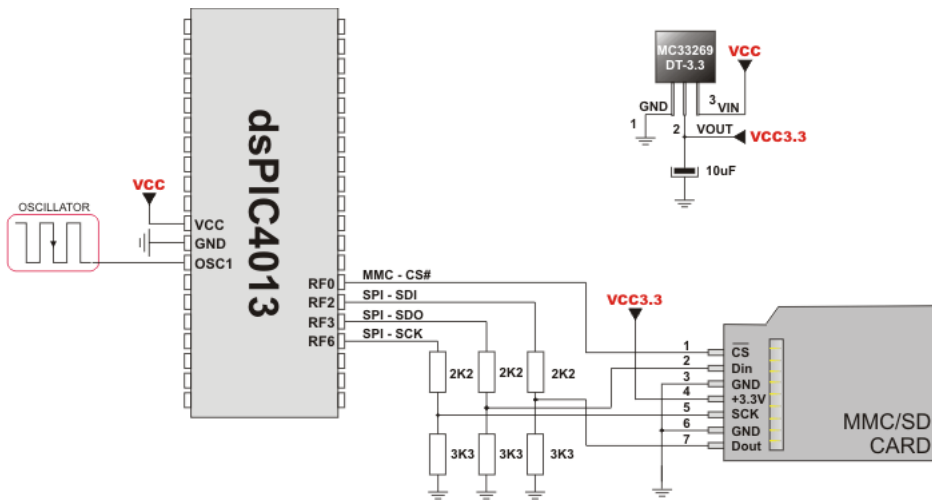 dsPIC4013
VCC
OSCILLATOR
VCC
GND
OSC1
RF0
RF2
RF3
RF6
MMC - CS#
SPI - SDI
SPI - SDO
SPI - SCK
2K2
2K2
2K2
3K3
3K3
3K3
MC33269
DT-3.3
VCC
GND
1
2
3
VIN
VOUT
VCC3.3
10uF
VCC3.3
1
2
3
4
5
6
7
CS
Din
GND
+3.3V
SCK
GND
Dout
MMC/SD
CARD